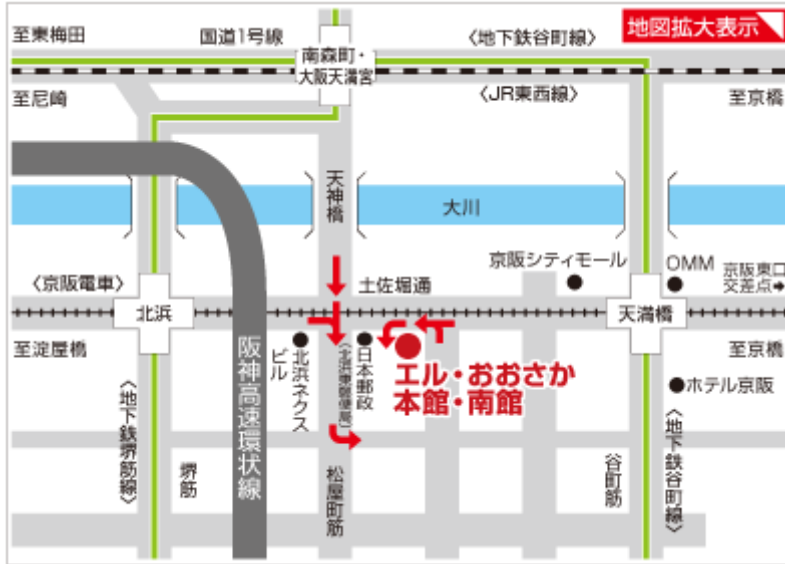 至東梅田
国道1号線
〈地下鉄谷町線〉
地図拡大表示
南森町・
大阪天満宮
至尼崎
〈JR東西線〉
至京橋
天神橋
大川
〈京阪電車〉
土佐堀通
京阪シティモール
OMM
京阪東口
交差点➡
北浜
天満橋
至淀屋橋
阪神高速環状線
北浜ネクス
ビル
日本郵政
〈北浜東郵便局〉
エル・おおさか
本館・南館
至京橋
ホテル京阪
〈地下鉄堺筋線〉
堺筋
松屋町筋
谷町筋
〈地下鉄谷町線〉